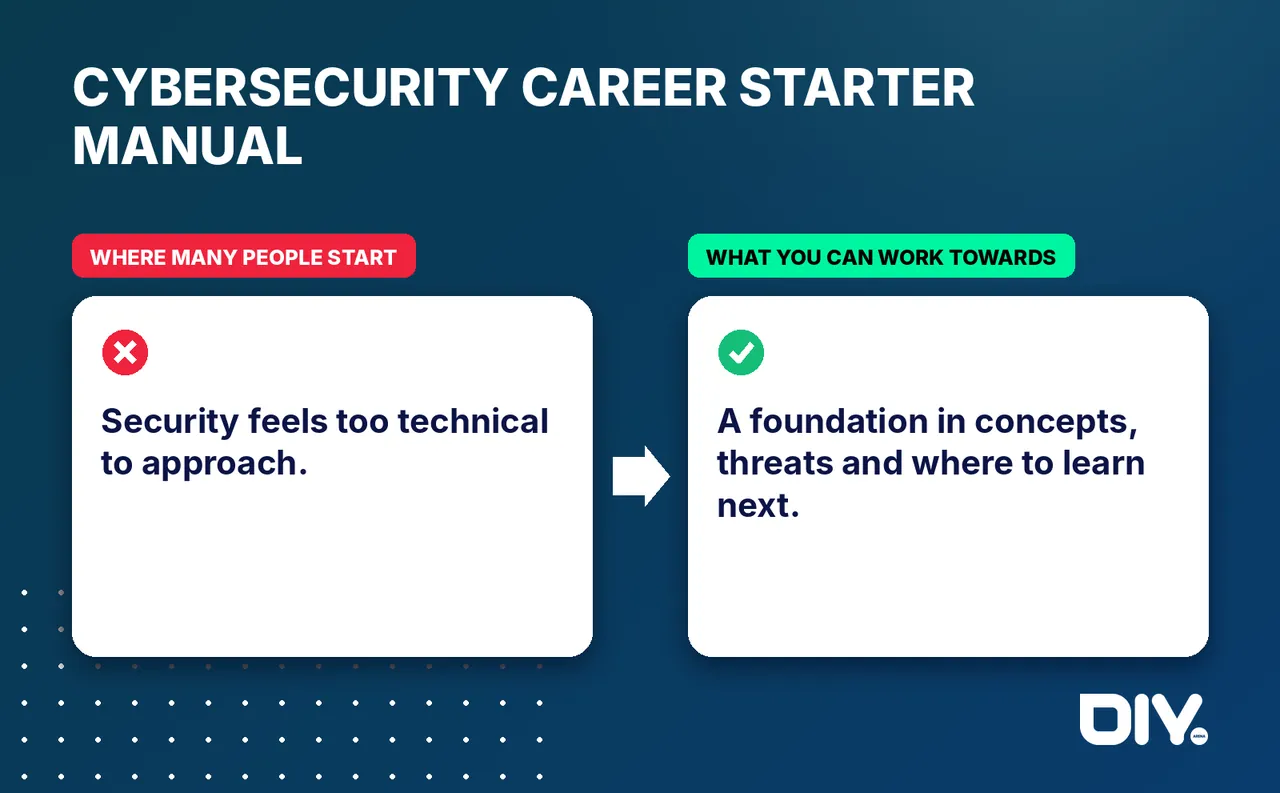 CYBERSECURITY CAREER STARTER
MANUAL
WHERE MANY PEOPLE START
Security feels too technical
to approach.
WHAT YOU CAN WORK TOWARDS
A foundation in concepts,
threats and where to learn
next.
DIY.
ARENA